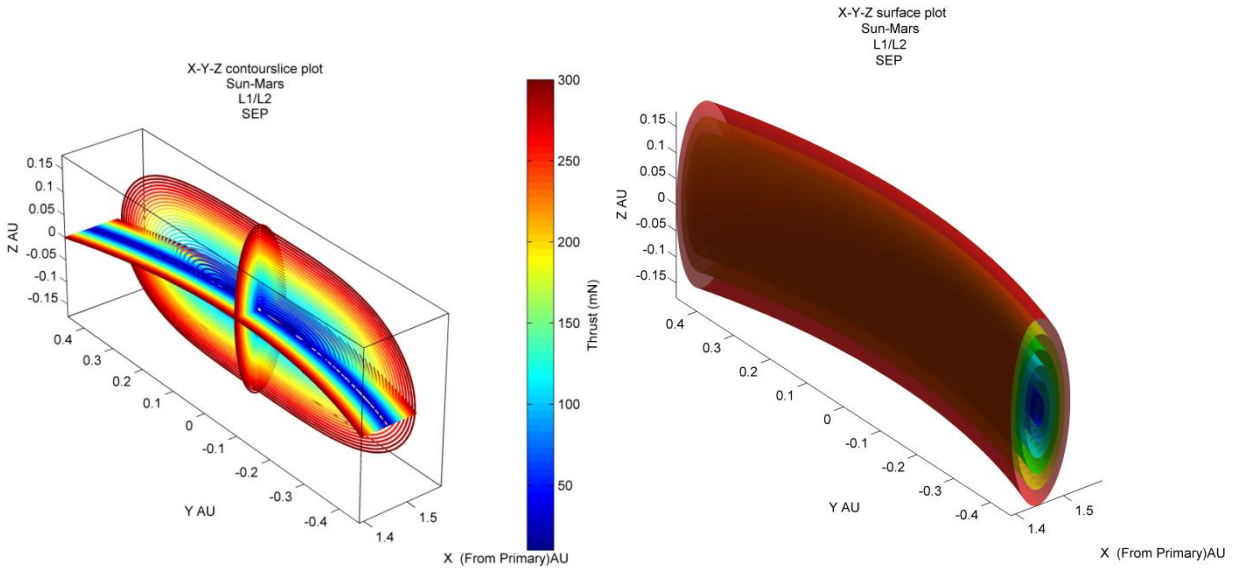 X-Y-Z contourslice plot
Sun-Mars
L1/L2
SEP
0.15
0.1
0.05
0
-0.05
-0.1
-0.15
Z AU
0.4
0.3
0.2
0.1
0
-0.1
-0.2
-0.3
-0.4
Y AU
1.4
1.5
X (From Primary)AU
300
250
200
150
100
50
Thrust (mN)
X-Y-Z surface plot
Sun-Mars
L1/L2
SEP
0.15
0.1
0.05
0
-0.05
-0.1
-0.15
Z AU
0.4
0.3
0.2
0.1
0
-0.1
-0.2
-0.3
-0.4
Y AU
1.4
1.5
X (From Primary)AU